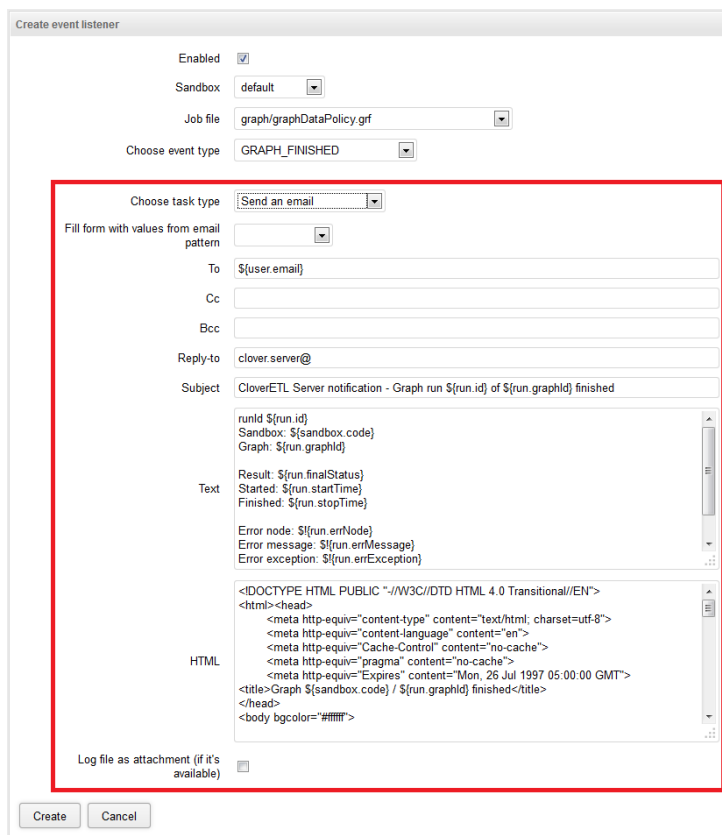 Create event listener
Enabled
Sandbox default
Job file graph/graphDataPolicy.grf
Choose event type GRAPH_FINISHED
Choose task type Send an email
Fill form with values from email
pattern
To ${user.email}
Cc
Bcc
Reply-to clover.server@
Subject CloverETL Server notification - Graph run ${run.id} of ${run.graphId} finished
Text
runId ${run.id}
Sandbox: ${sandbox.code}
Graph: ${run.graphId}
Result: ${run.finalStatus}
Started: ${run.startTime}
Finished: ${run.stopTime}
Error node: $!{run.errNode}
Error message: $!{run.errMessage}
Error exception: $!{run.errException}
HTML
<!DOCTYPE HTML PUBLIC "-//W3C//DTD HTML 4.0 Transitional//EN">
<html><head>
<meta http-equiv="content-type" content="text/html; charset=utf-8">
<meta http-equiv="content-language" content="en">
<meta http-equiv="Cache-Control" content="no-cache">
<meta http-equiv="pragma" content="no-cache">
<meta http-equiv="Expires" content="Mon, 26 Jul 1997 05:00:00 GMT">
<title>Graph ${sandbox.code} / ${run.graphId} finished</title>
</head>
<body bgcolor="#ffffff">
Log file as attachment (if it's
available)
Create Cancel